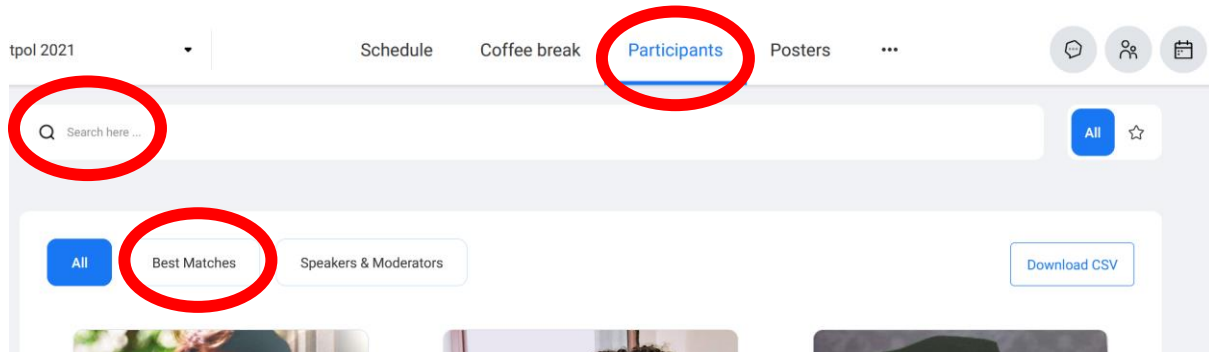 tpol 2021 Schedule Coffee break Participants Posters ...
Search here ... All
All Best Matches Speakers & Moderators Download CSV